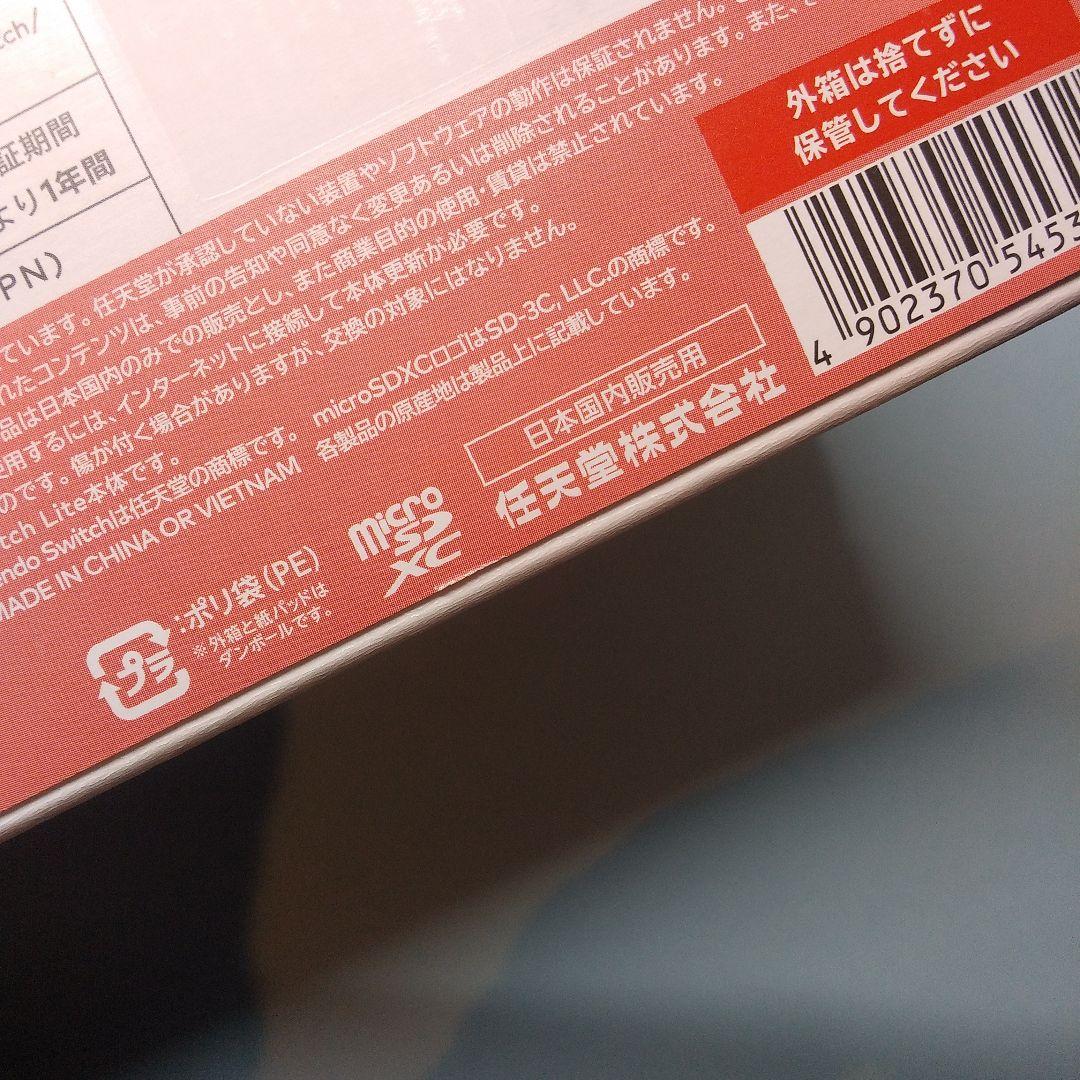 tch/
証期間
より1年間
PN)
ています。任天堂が承認していない装置やソフトウェアの動作は保証されません。
れたコンテンツは、事前の告知や同意なく変更あるいは削除されることがあります。また、
品は日本国内のみでの販売とし、また商業目的の使用・賃貸は禁止されています。
用するには、インターネットに接続して本体更新が必要です。
のです。傷が付く場合がありますが、交換の対象にはなりません。
tch Lite本体です。
endo Switchは任天堂の商標です。 microSDXCロゴはSD-3C, LLC.の商標です。
MADE IN CHINA OR VIETNAM 各製品の原産地は製品上に記載しています。
外箱は捨てずに
保管してください
4 902370 5453
日本国内販売用
任天堂株式会社
micro
SD
XC
プラ
:ポリ袋(PE)
※外箱と紙パッドは
ダンボールです。